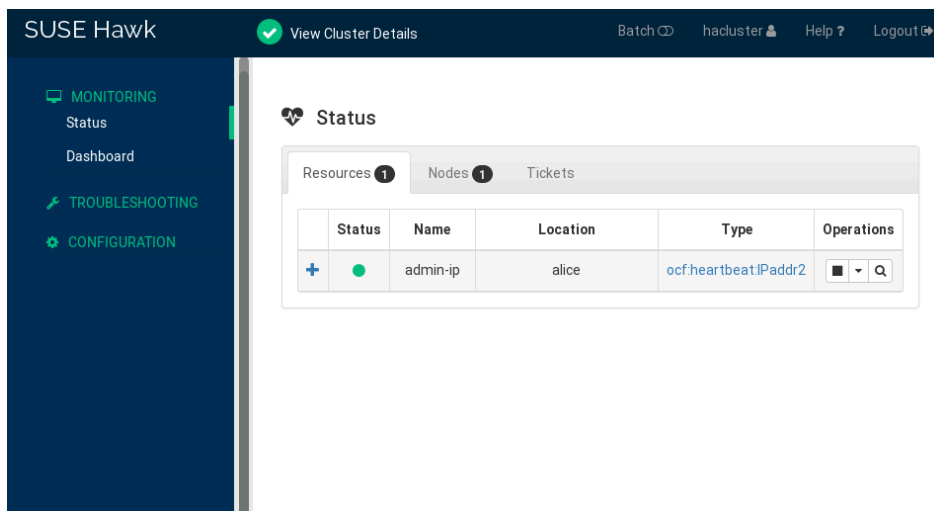 SUSE Hawk
View Cluster Details
Batch hacluster Help ? Logout
MONITORING
Status
Dashboard
TROUBLESHOOTING
CONFIGURATION
Status
Resources 1 Nodes 1 Tickets
Status Name Location Type Operations
admin-ip alice ocf:heartbeat:IPaddr2